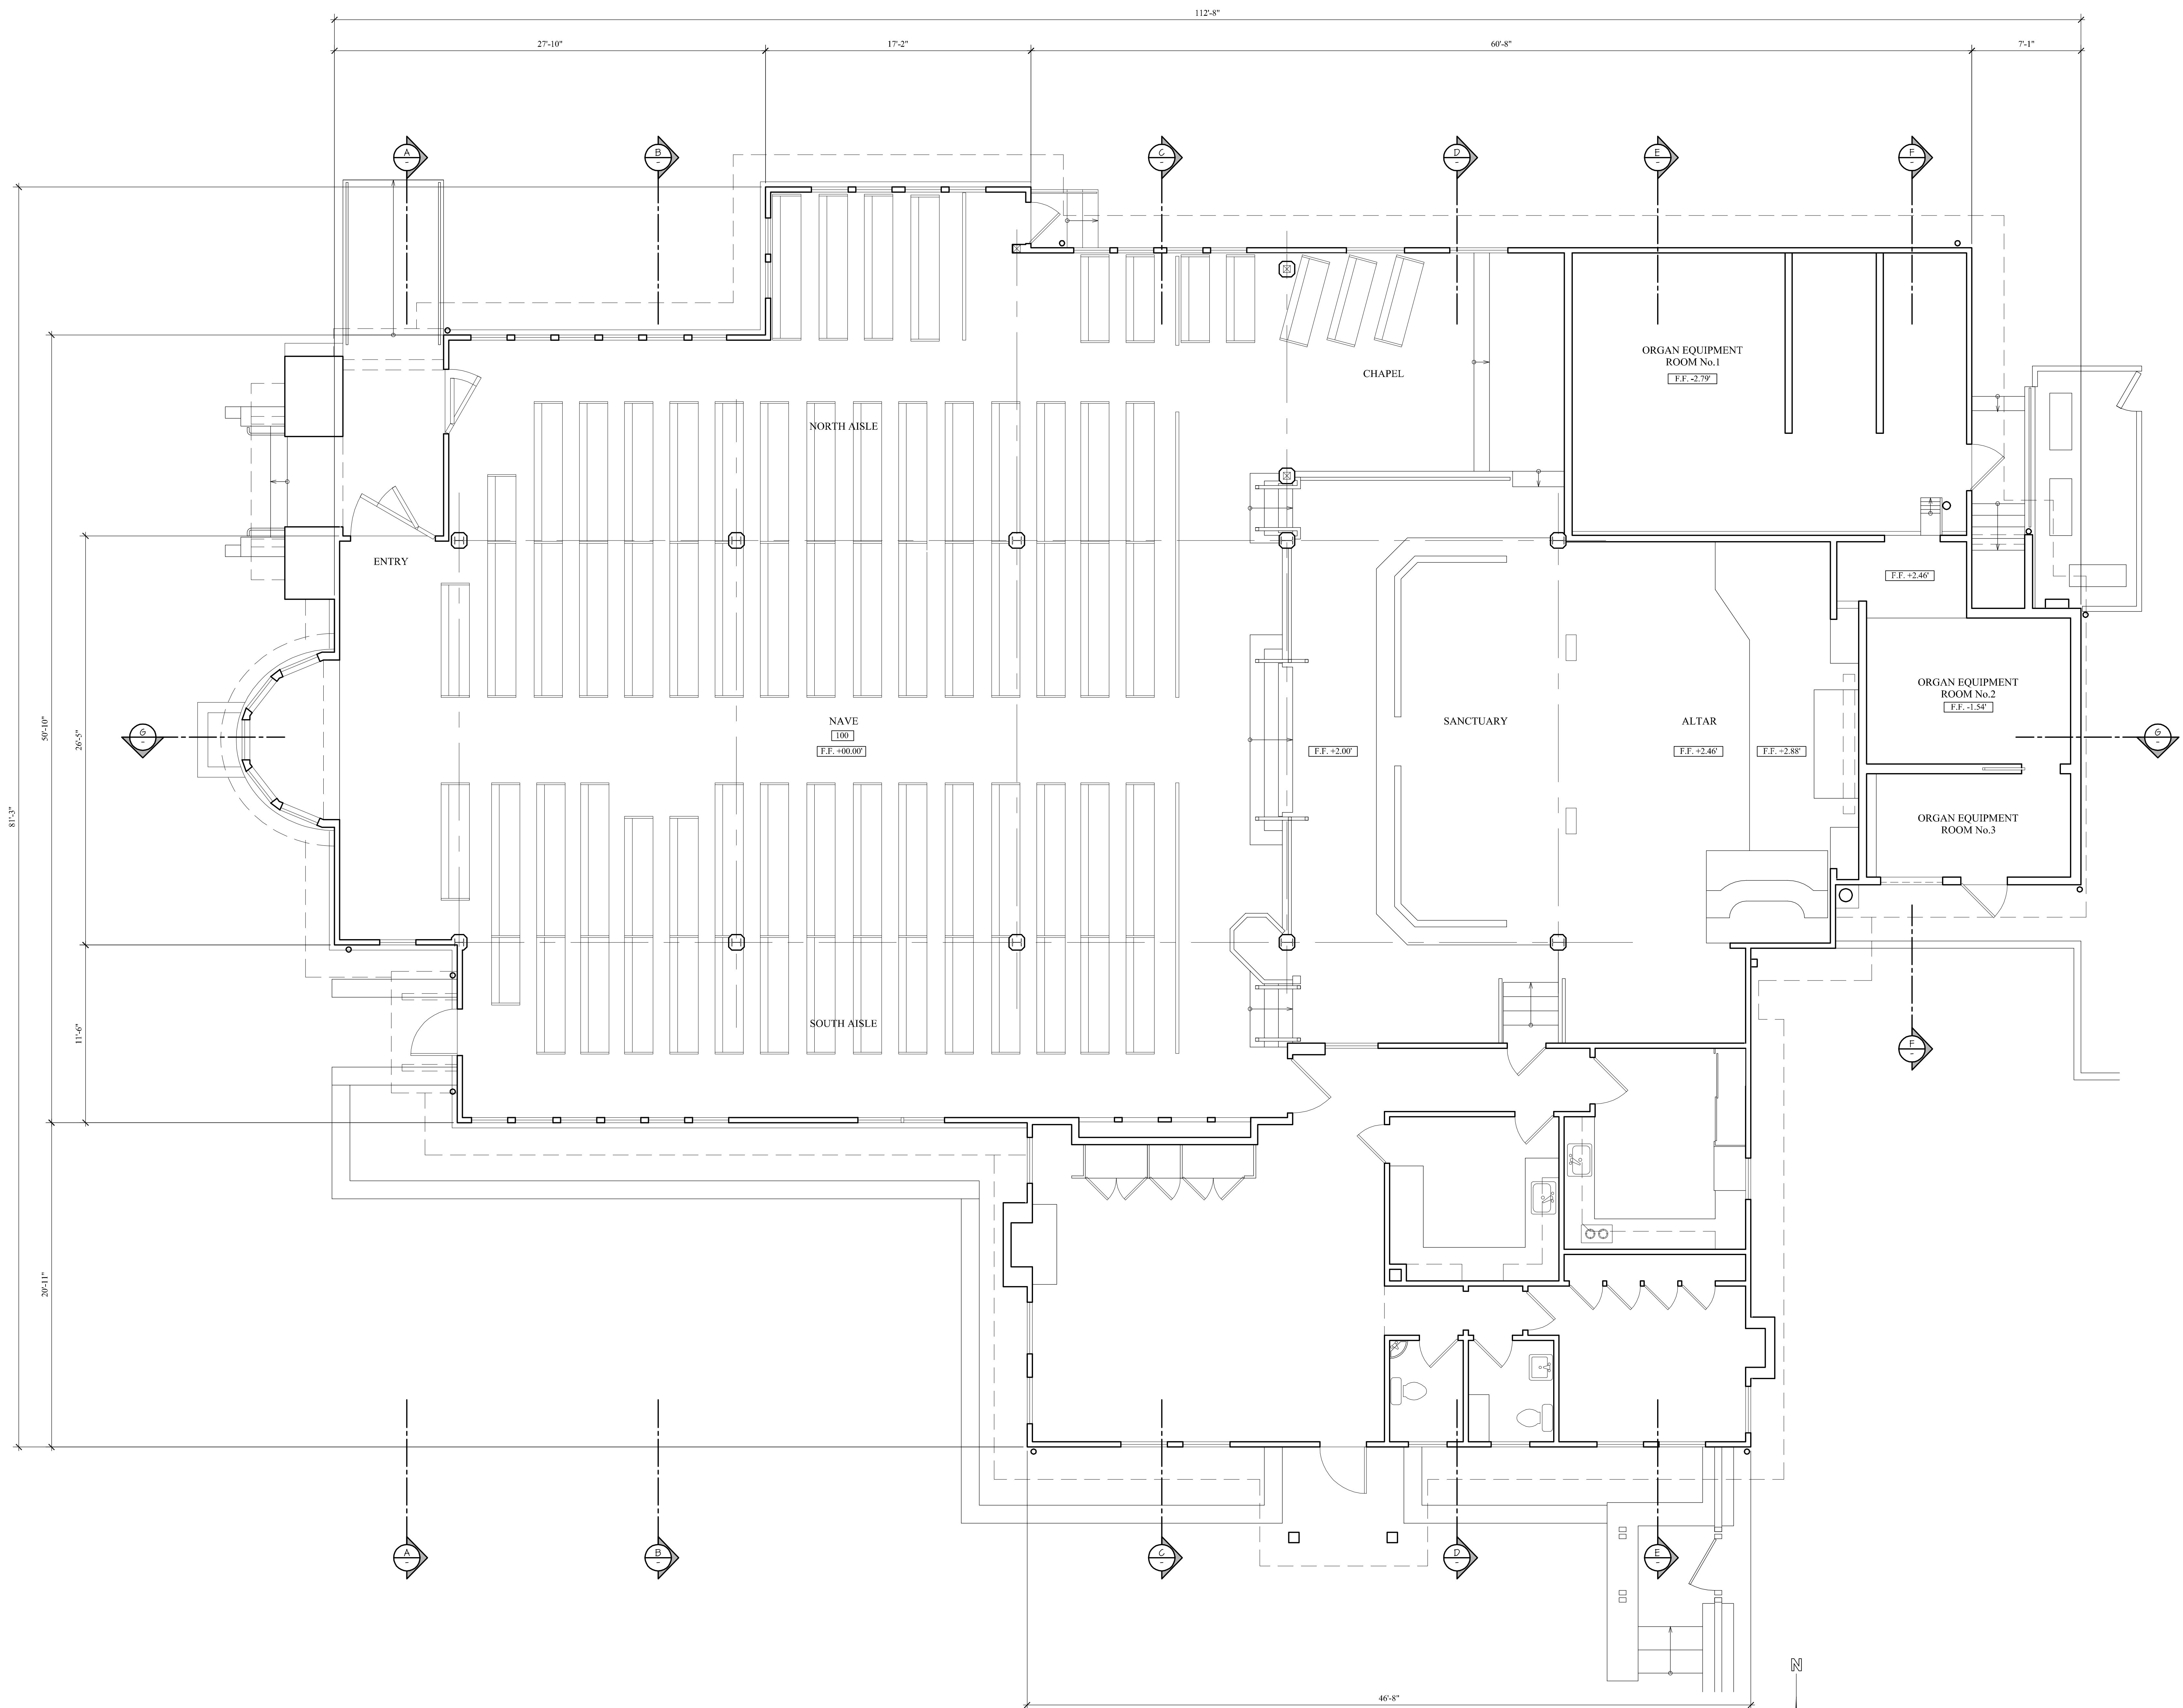 112'-8"
27'-10"
17'-2"
60'-8"
7'-1"
A
-
B
-
C
-
D
-
E
-
F
-
ORGAN EQUIPMENT
ROOM No.1
F.F. -2.79'
CHAPEL
NORTH AISLE
ENTRY
F.F. +2.46'
ORGAN EQUIPMENT
ROOM No.2
F.F. -1.54'
NAVE
100
F.F. +00.00'
SANCTUARY
ALTAR
F.F. +2.00'
F.F. +2.46'
F.F. +2.88'
G
-
G
-
50'-10"
26'-5"
81'-3"
ORGAN EQUIPMENT
ROOM No.3
SOUTH AISLE
11'-6"
F
-
20'-11"
A
-
B
-
C
-
D
-
E
-
N
46'-8"